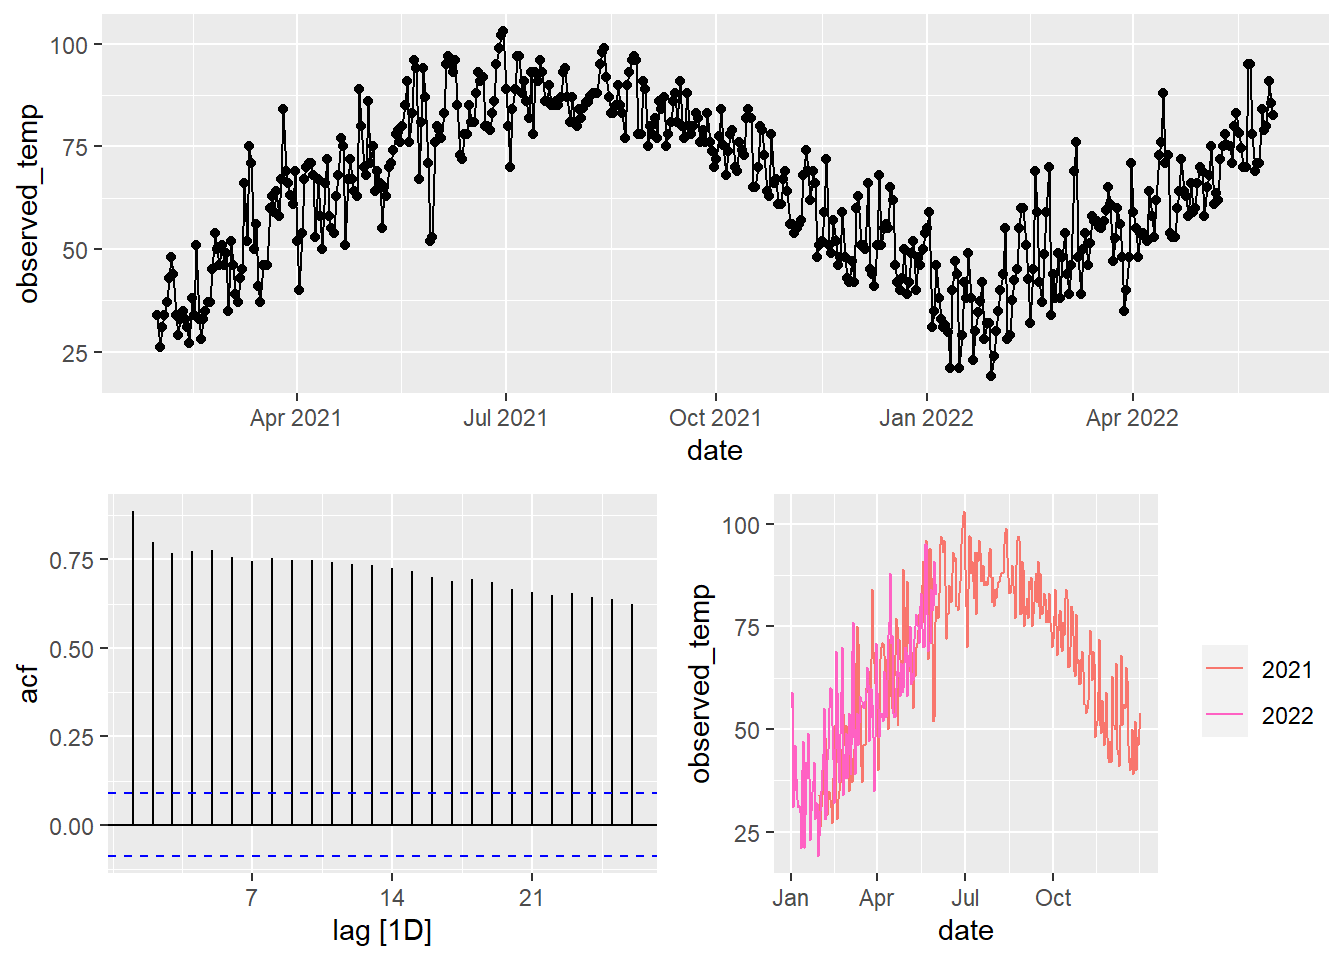 observed_temp
100
75
50
25
Apr 2021 Jul 2021 Oct 2021 Jan 2022 Apr 2022
date
acf
0.75
0.50
0.25
0.00
7 14 21
lag [1D]
observed_temp
100
75
50
25
Jan Apr Jul Oct
date
2021
2022